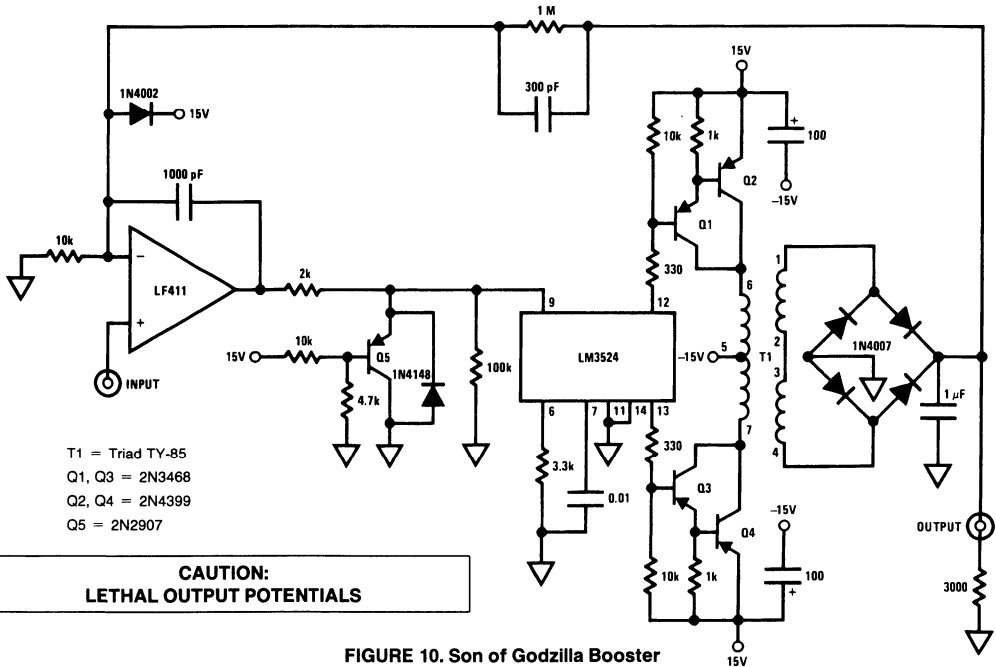 1 M
300 pF
1N4002
15V
1000 pF
10k
LF411
−
+
INPUT
2k
15V
10k
Q5
4.7k
1N4148
100k
9
12
LM3524
6
7
11
14
13
3.3k
0.01
330
330
15V
10k
1k
+
100
−15V
Q2
Q1
6
−15V
5
7
T1
1
2
3
4
1N4007
1 μF
Q3
Q4
10k
1k
−15V
100
+
15V
OUTPUT
3000
T1 = Triad TY-85
Q1, Q3 = 2N3468
Q2, Q4 = 2N4399
Q5 = 2N2907
CAUTION:
LETHAL OUTPUT POTENTIALS
FIGURE 10. Son of Godzilla Booster